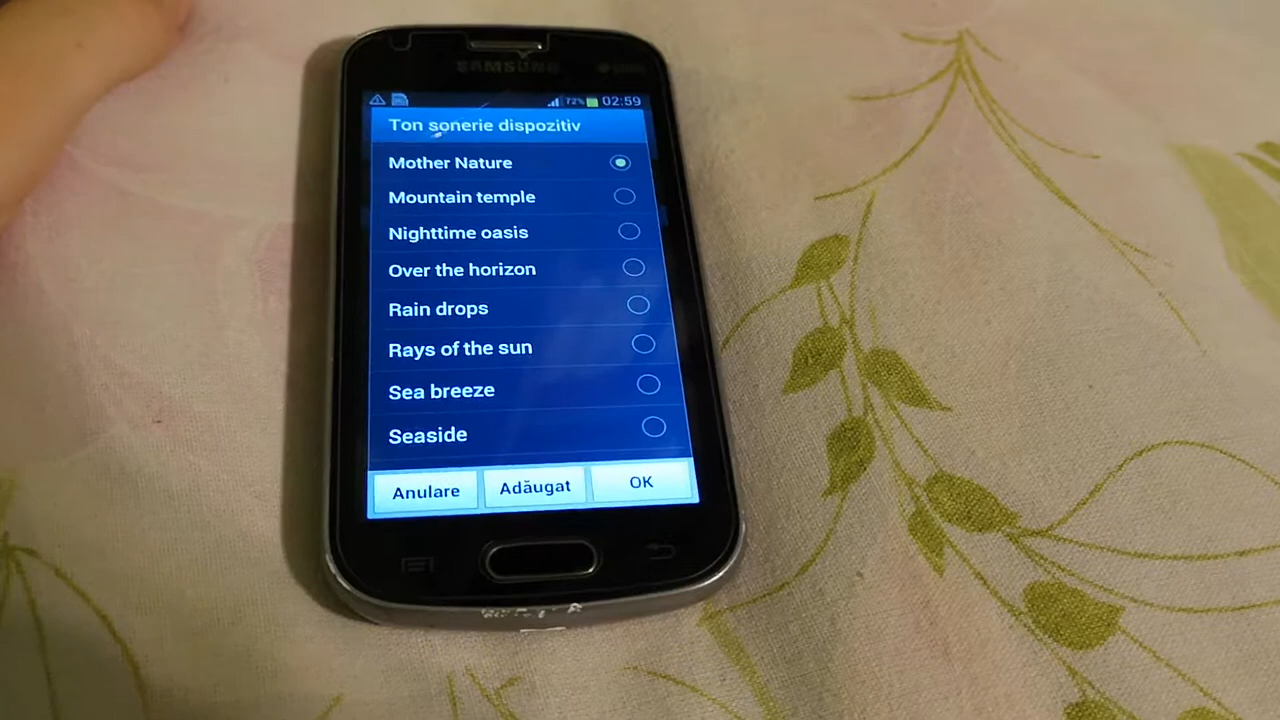 SAMSUNG
72% 02:59
Ton sonerie dispozitiv
Mother Nature
Mountain temple
Nighttime oasis
Over the horizon
Rain drops
Rays of the sun
Sea breeze
Seaside
Anulare Adăugat OK